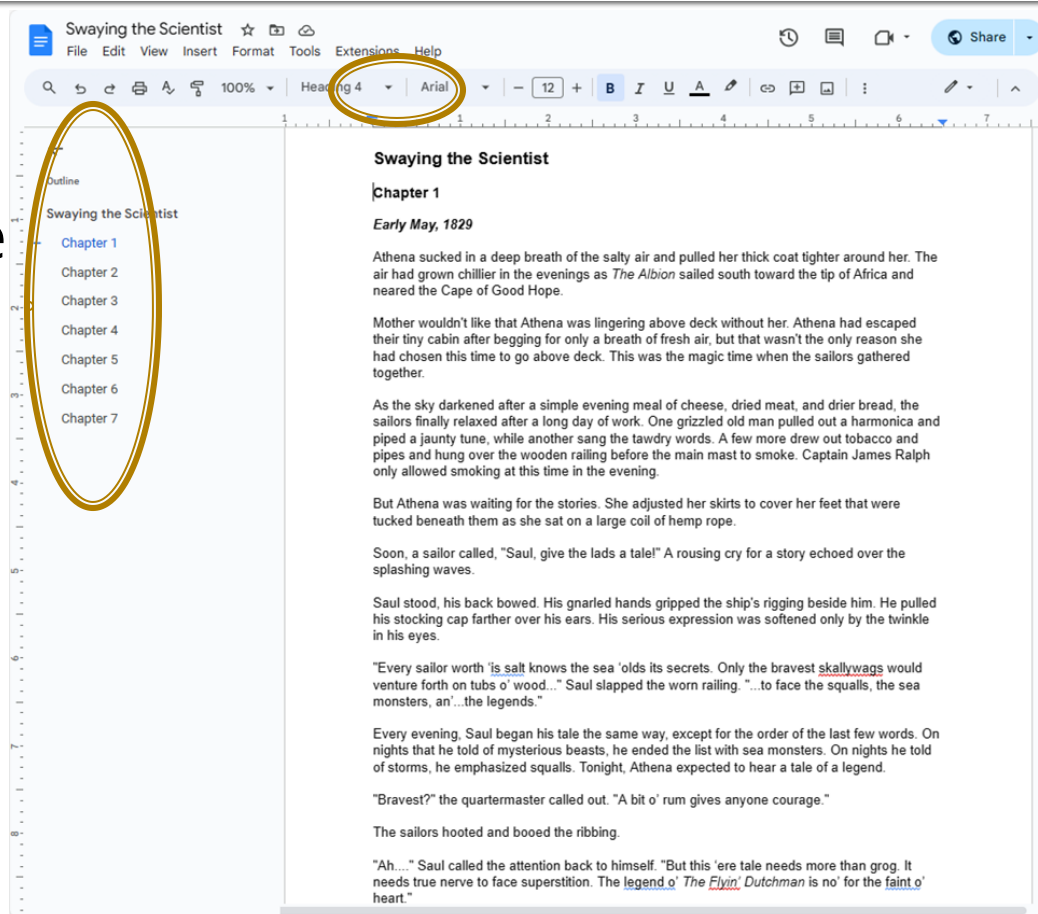 Swaying the Scientist
File Edit View Insert Format Tools Extensions Help
Share
100% Heading 4 Arial 12 B I U A
1 1 2 3 4 5 6 7
e
Outline
Swaying the Scientist
Chapter 1
Chapter 2
Chapter 3
Chapter 4
Chapter 5
Chapter 6
Chapter 7
1
2
3
4
5
6
7
8
Swaying the Scientist
Chapter 1
Early May, 1829
Athena sucked in a deep breath of the salty air and pulled her thick coat tighter around her. The
air had grown chillier in the evenings as The Albion sailed south toward the tip of Africa and
neared the Cape of Good Hope.
Mother wouldn't like that Athena was lingering above deck without her. Athena had escaped
their tiny cabin after begging for only a breath of fresh air, but that wasn't the only reason she
had chosen this time to go above deck. This was the magic time when the sailors gathered
together.
As the sky darkened after a simple evening meal of cheese, dried meat, and drier bread, the
sailors finally relaxed after a long day of work. One grizzled old man pulled out a harmonica and
piped a jaunty tune, while another sang the tawdry words. A few more drew out tobacco and
pipes and hung over the wooden railing before the main mast to smoke. Captain James Ralph
only allowed smoking at this time in the evening.
But Athena was waiting for the stories. She adjusted her skirts to cover her feet that were
tucked beneath them as she sat on a large coil of hemp rope.
Soon, a sailor called, "Saul, give the lads a tale!" A rousing cry for a story echoed over the
splashing waves.
Saul stood, his back bowed. His gnarled hands gripped the ship's rigging beside him. He pulled
his stocking cap farther over his ears. His serious expression was softened only by the twinkle
in his eyes.
"Every sailor worth 'is salt knows the sea 'olds its secrets. Only the bravest skallywags would
venture forth on tubs o' wood..." Saul slapped the worn railing. "...to face the squalls, the sea
monsters, an'...the legends."
Every evening, Saul began his tale the same way, except for the order of the last few words. On
nights that he told of mysterious beasts, he ended the list with sea monsters. On nights he told
of storms, he emphasized squalls. Tonight, Athena expected to hear a tale of a legend.
"Bravest?" the quartermaster called out. "A bit o' rum gives anyone courage."
The sailors hooted and booed the ribbing.
"Ah...." Saul called the attention back to himself. "But this 'ere tale needs more than grog. It
needs true nerve to face superstition. The legend o' The Flyin' Dutchman is no' for the faint o'
heart."